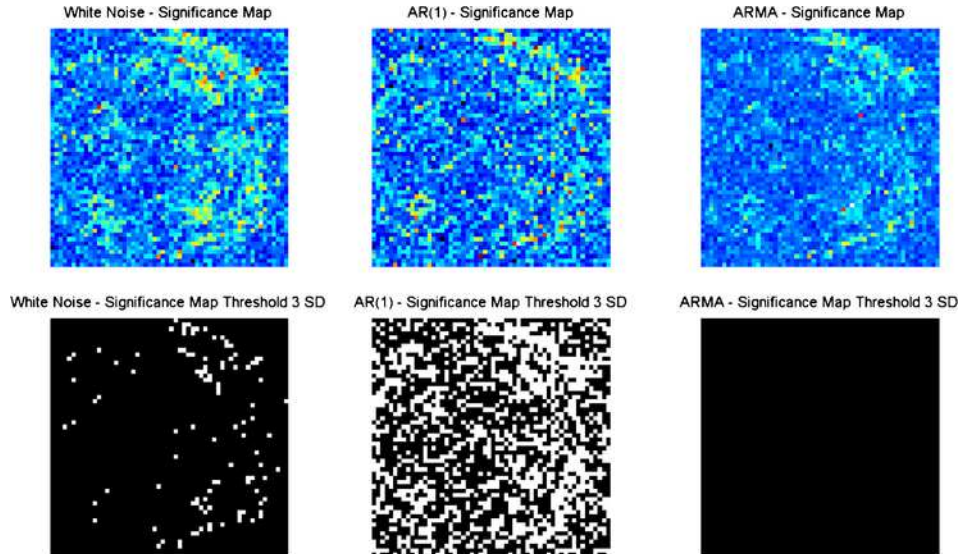 White Noise - Significance Map
AR(1) - Significance Map
ARMA - Significance Map
White Noise - Significance Map Threshold 3 SD
AR(1) - Significance Map Threshold 3 SD
ARMA - Significance Map Threshold 3 SD